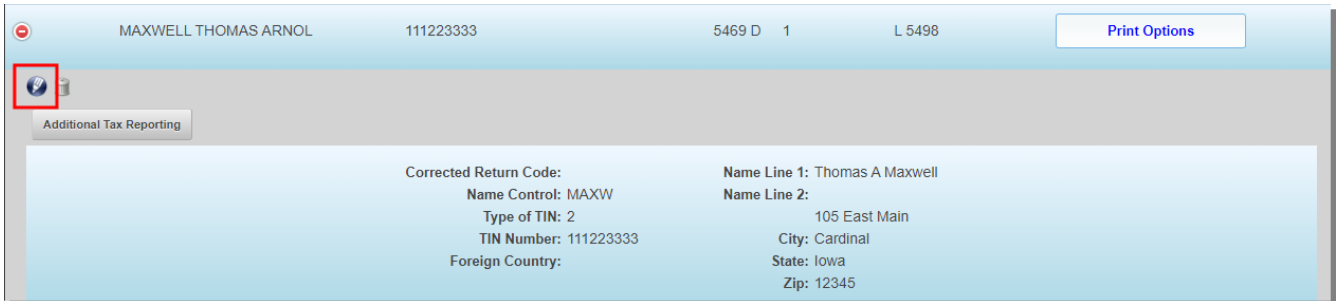 MAXWELL THOMAS ARNOL 111223333 5469 D 1 L 5498 Print Options
Additional Tax Reporting
Corrected Return Code: Name Line 1: Thomas A Maxwell
Name Control: MAXW Name Line 2:
Type of TIN: 2 105 East Main
TIN Number: 111223333 City: Cardinal
Foreign Country: State: Iowa
Zip: 12345